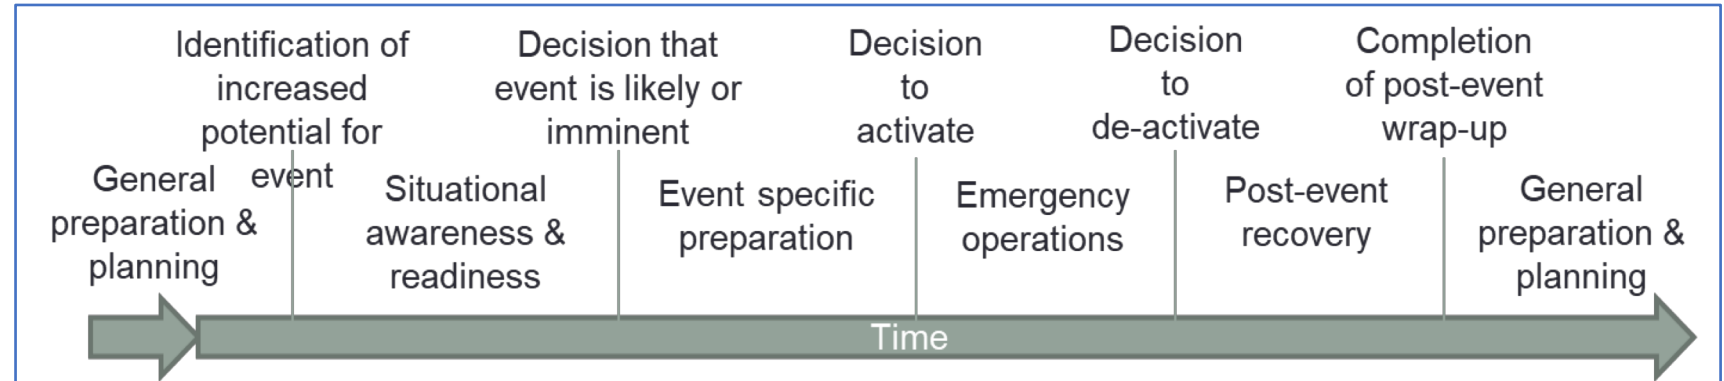 Identification of
increased
potential for
event
Decision that
event is likely or
imminent
Decision
to
activate
Decision
to
de-activate
Completion
of post-event
wrap-up
General
preparation &
planning
Situational
awareness &
readiness
Event specific
preparation
Emergency
operations
Post-event
recovery
General
preparation &
planning
Time